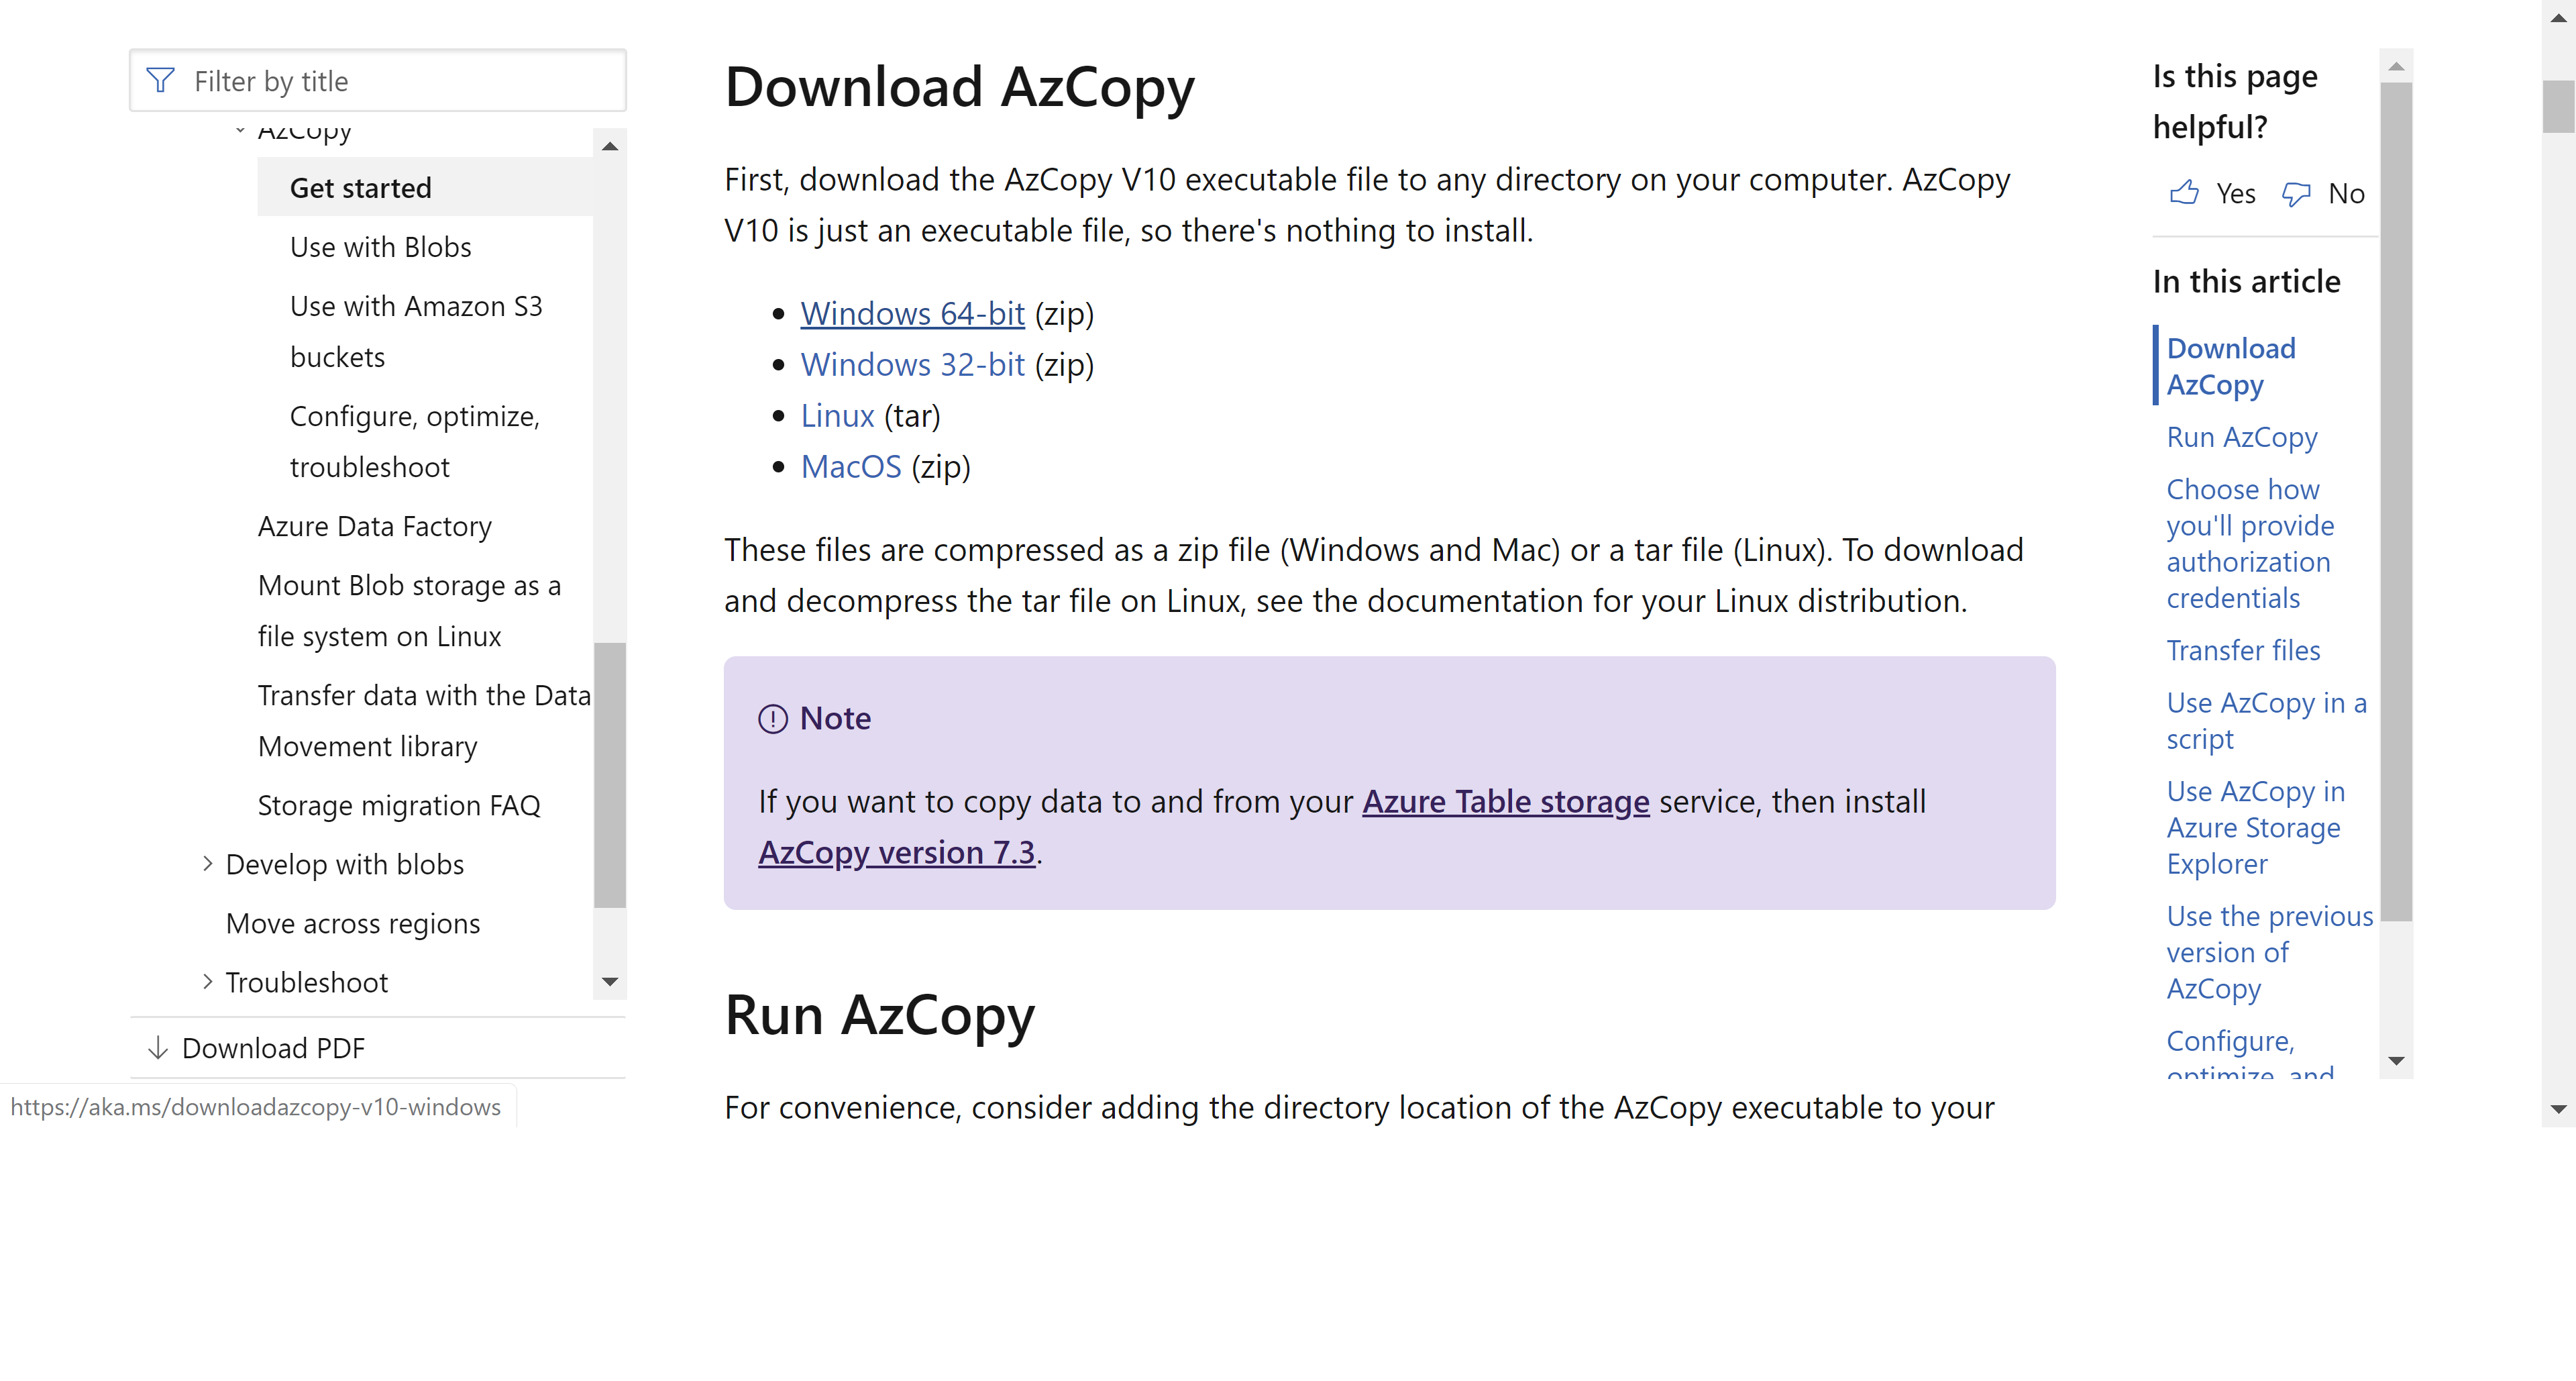 Filter by title
AzCopy
Get started
Use with Blobs
Use with Amazon S3
buckets
Configure, optimize,
troubleshoot
Azure Data Factory
Mount Blob storage as a
file system on Linux
Transfer data with the Data
Movement library
Storage migration FAQ
Develop with blobs
Move across regions
Troubleshoot
Download PDF
https://aka.ms/downloadazcopy-v10-windows
Download AzCopy
First, download the AzCopy V10 executable file to any directory on your computer. AzCopy
V10 is just an executable file, so there's nothing to install.
• Windows 64-bit (zip)
• Windows 32-bit (zip)
• Linux (tar)
• MacOS (zip)
These files are compressed as a zip file (Windows and Mac) or a tar file (Linux). To download
and decompress the tar file on Linux, see the documentation for your Linux distribution.
Note
If you want to copy data to and from your Azure Table storage service, then install
AzCopy version 7.3.
Run AzCopy
For convenience, consider adding the directory location of the AzCopy executable to your
Is this page
helpful?
Yes No
In this article
Download
AzCopy
Run AzCopy
Choose how
you'll provide
authorization
credentials
Transfer files
Use AzCopy in a
script
Use AzCopy in
Azure Storage
Explorer
Use the previous
version of
AzCopy
Configure,
optimize, and